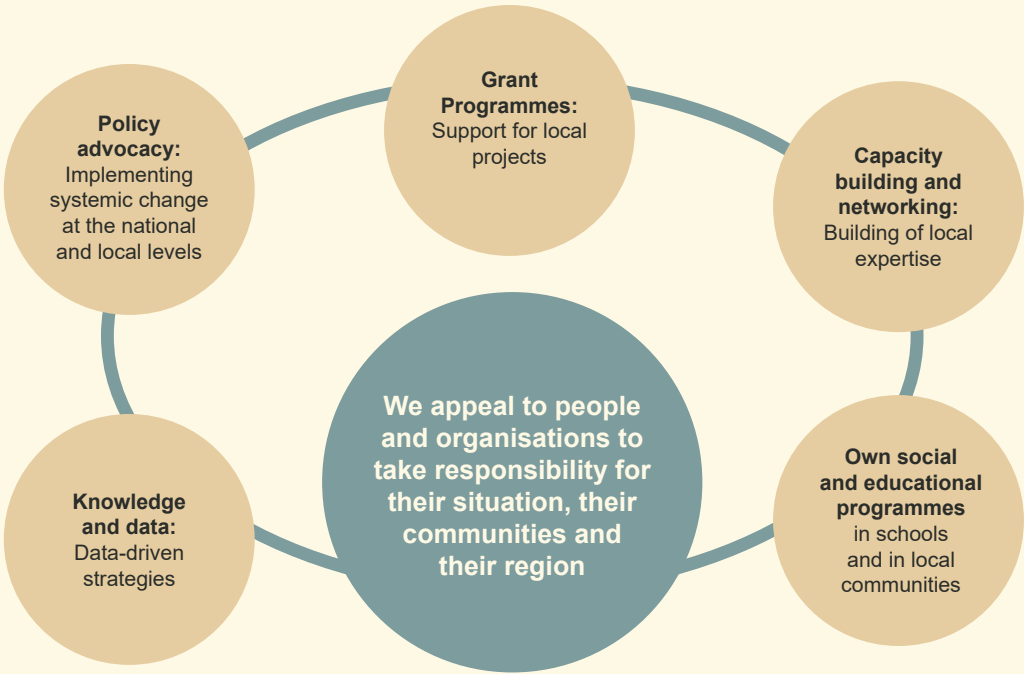 Grant
Programmes:
Support for local
projects
Policy
advocacy:
Implementing
systemic change
at the national
and local levels
Capacity
building and
networking:
Building of local
expertise
We appeal to people
and organisations to
take responsibility for
their situation, their
communities and
their region
Knowledge
and data:
Data-driven
strategies
Own social
and educational
programmes
in schools
and in local
communities